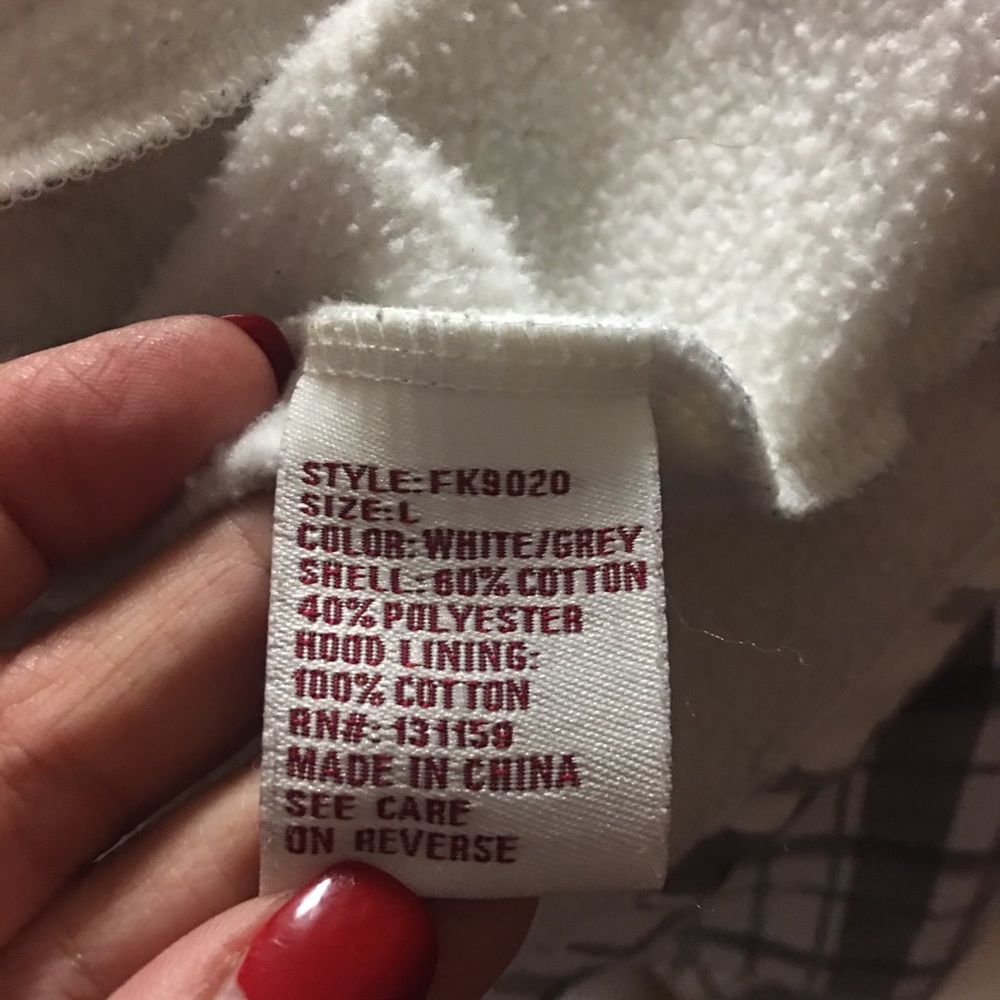 STYLE:FK9020
SIZE:L
COLOR:WHITE/GREY
SHELL:60%COTTON
40%POLYESTER
HOOD LINING:
100%COTTON
RN#:131159
MADE IN CHINA
SEE CARE
ON REVERSE